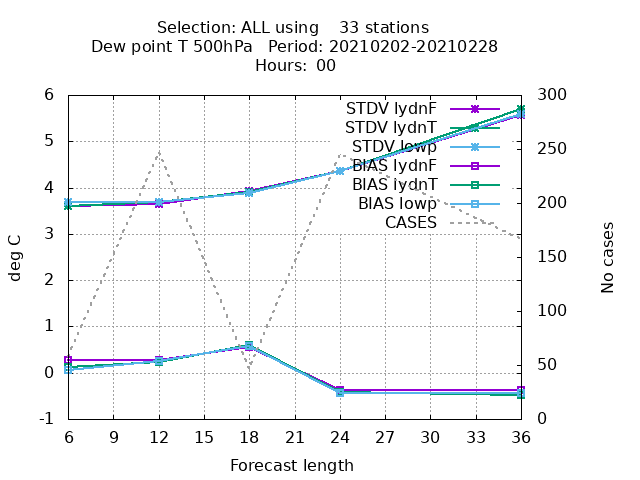 Selection: ALL using    33 stations
Dew point T 500hPa   Period: 20210202-20210228
Hours: 00
6
5
4
3
2
1
0
-1
deg C
300
250
200
150
100
50
0
No cases
STDV lydnF
STDV lydnT
STDV lowp
BIAS lydnF
BIAS lydnT
BIAS lowp
CASES
6 9 12 15 18 21 24 27 30 33 36
Forecast length